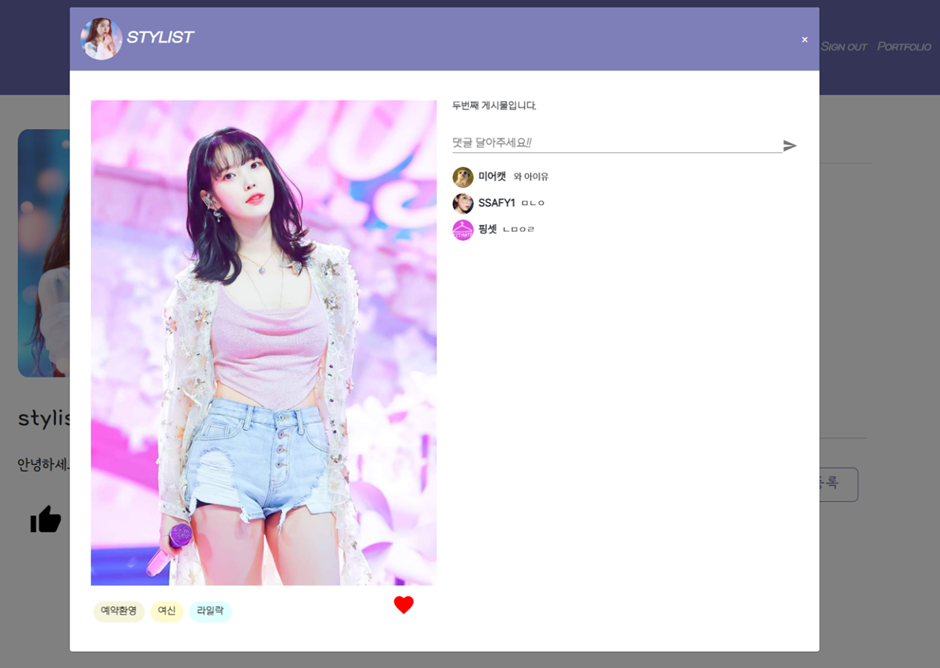 STYLIST
×
SIGN OUT PORTFOLIO
두번째 게시물입니다.
댓글 달아주세요!!
미어캣 와 아이유
SSAFY1 ㅁㄴㅇ
핑셋 ㄴㅁㅇㄹ
stylis
안녕하세.
등록
예약환영 여신 라일락